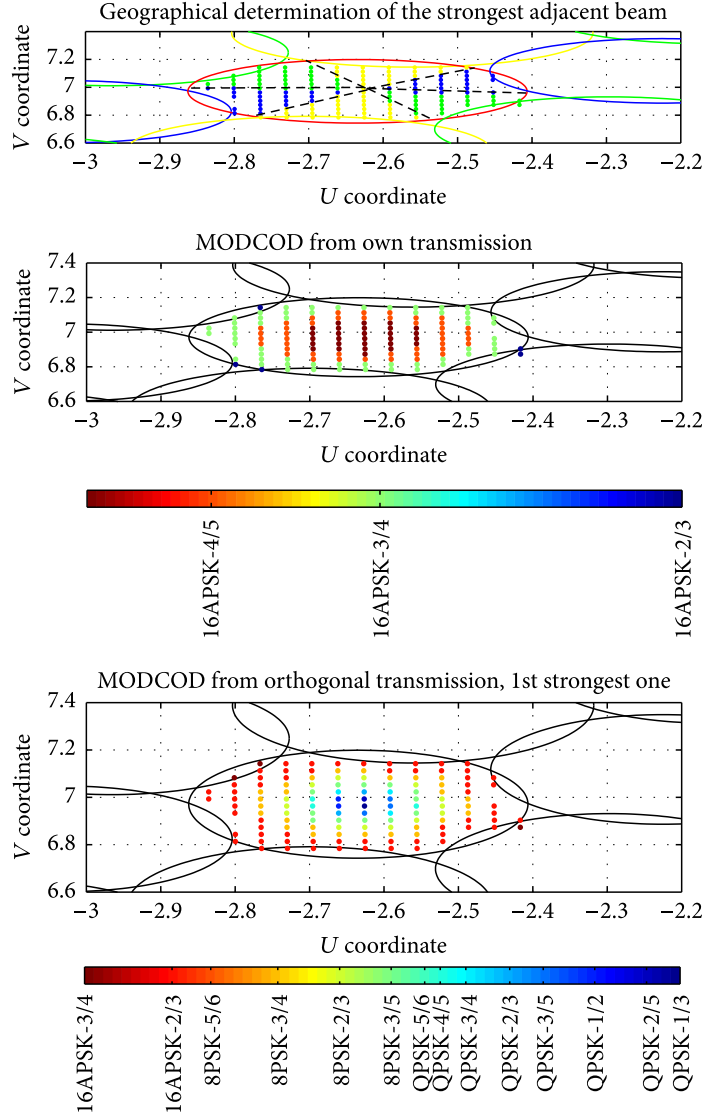 Geographical determination of the strongest adjacent beam
7.2
7
6.8
6.6
V coordinate
−3 −2.9 −2.8 −2.7 −2.6 −2.5 −2.4 −2.3 −2.2
U coordinate
MODCOD from own transmission
7.4
7.2
7
6.8
6.6
V coordinate
−3 −2.9 −2.8 −2.7 −2.6 −2.5 −2.4 −2.3 −2.2
U coordinate
16APSK-4/5
16APSK-3/4
16APSK-2/3
MODCOD from orthogonal transmission, 1st strongest one
7.4
7.2
7
6.8
6.6
V coordinate
−3 −2.9 −2.8 −2.7 −2.6 −2.5 −2.4 −2.3 −2.2
U coordinate
16APSK-3/4
16APSK-2/3
8PSK-5/6
8PSK-3/4
8PSK-2/3
8PSK-3/5
QPSK-5/6
QPSK-4/5
QPSK-3/4
QPSK-2/3
QPSK-3/5
QPSK-1/2
QPSK-2/5
QPSK-1/3